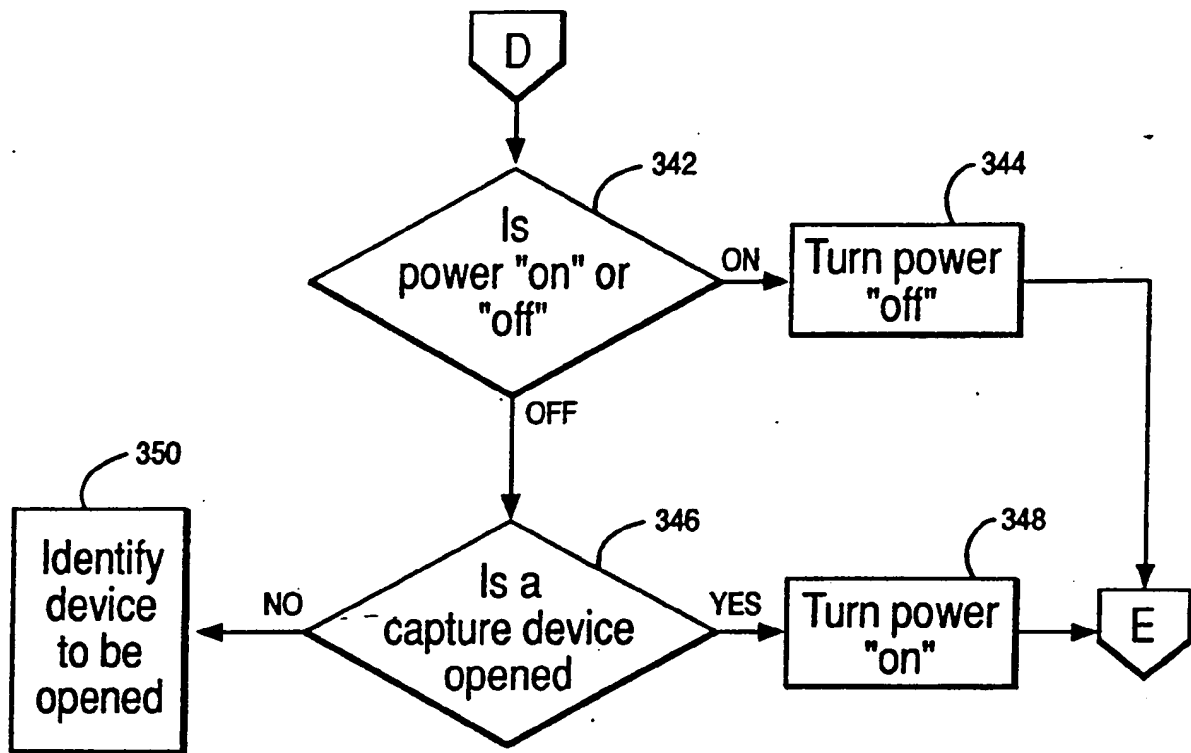 D
342
Is
power "on" or
"off"
ON
344
Turn power
"off"
OFF
350
Identify
device
to be
opened
NO
346
Is a
capture device
opened
YES
348
Turn power
"on"
E